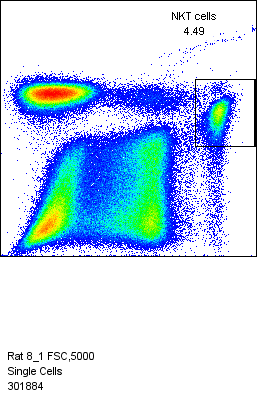 NKT cells
4.49
Rat 8_1 FSC,5000
Single Cells
301884